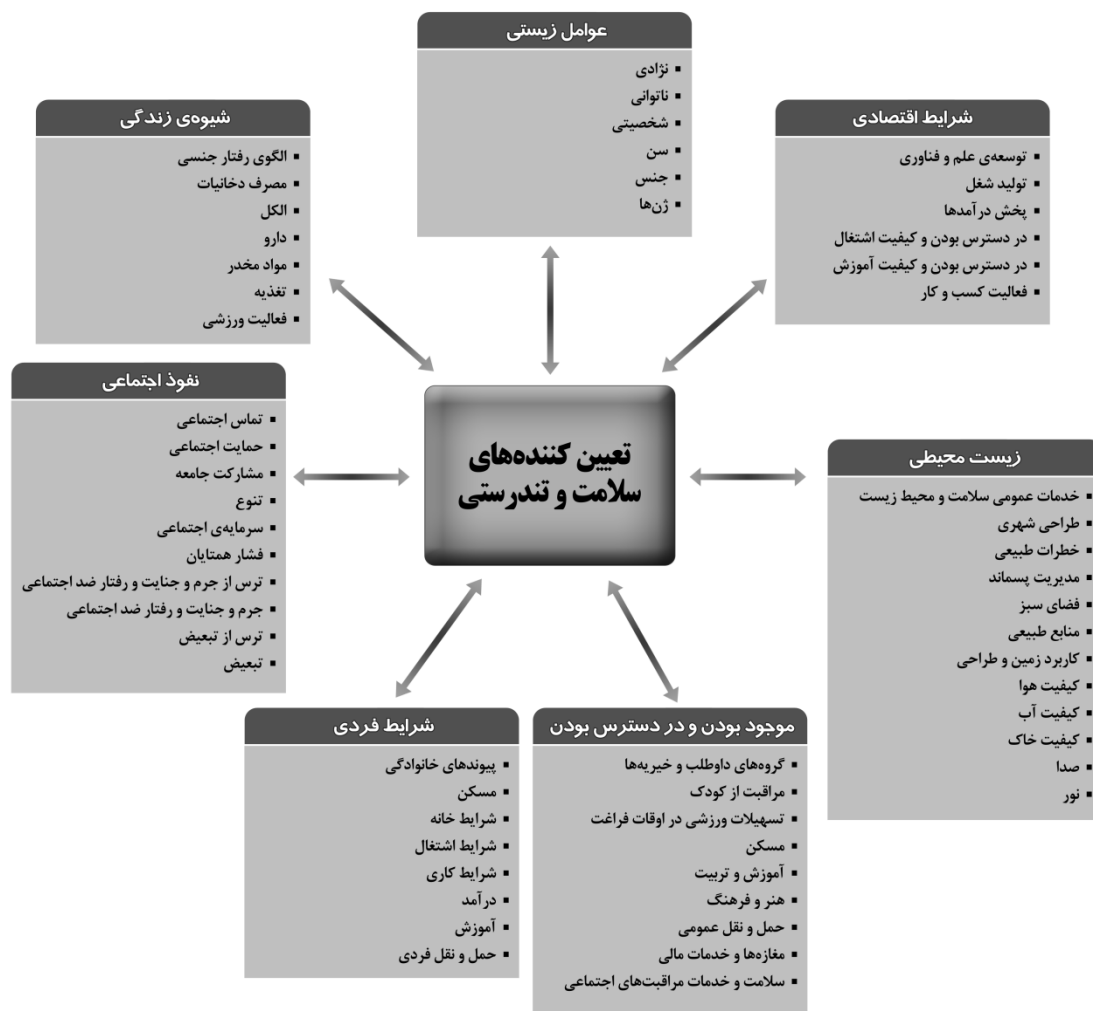 عوامل زیستی
نژادی
ناتوانی
شخصیتی
سن
جنس
ژن‌ها
شرایط اقتصادی
توسعه‌ی علم و فناوری
تولید شغل
پخش درآمدها
در دسترس بودن و کیفیت اشتغال
در دسترس بودن و کیفیت آموزش
فعالیت کسب و کار
شیوه‌ی زندگی
الگوی رفتار جنسی
مصرف دخانیات
الکل
دارو
مواد مخدر
تغذیه
فعالیت ورزشی
تعیین کننده‌های
سلامت و تندرستی
زیست محیطی
خدمات عمومی سلامت و محیط زیست
طراحی شهری
خطرات طبیعی
مدیریت پسماند
فضای سبز
منابع طبیعی
کاربرد زمین و طراحی
کیفیت هوا
کیفیت آب
کیفیت خاک
صدا
نور
نفوذ اجتماعی
تماس اجتماعی
حمایت اجتماعی
مشارکت جامعه
تنوع
سرمایه‌ی اجتماعی
فشار همتایان
ترس از جرم و جنایت و رفتار ضد اجتماعی
جرم و جنایت و رفتار ضد اجتماعی
ترس از تبعیض
تبعیض
موجود بودن و در دسترس بودن
گروه‌های داوطلب و خیریه‌ها
مراقبت از کودک
تسهیلات ورزشی در اوقات فراغت
مسکن
آموزش و تربیت
هنر و فرهنگ
حمل و نقل عمومی
مغازه‌ها و خدمات مالی
سلامت و خدمات مراقبت‌های اجتماعی
شرایط فردی
پیوندهای خانوادگی
مسکن
شرایط خانه
شرایط اشتغال
شرایط کاری
درآمد
آموزش
حمل و نقل فردی